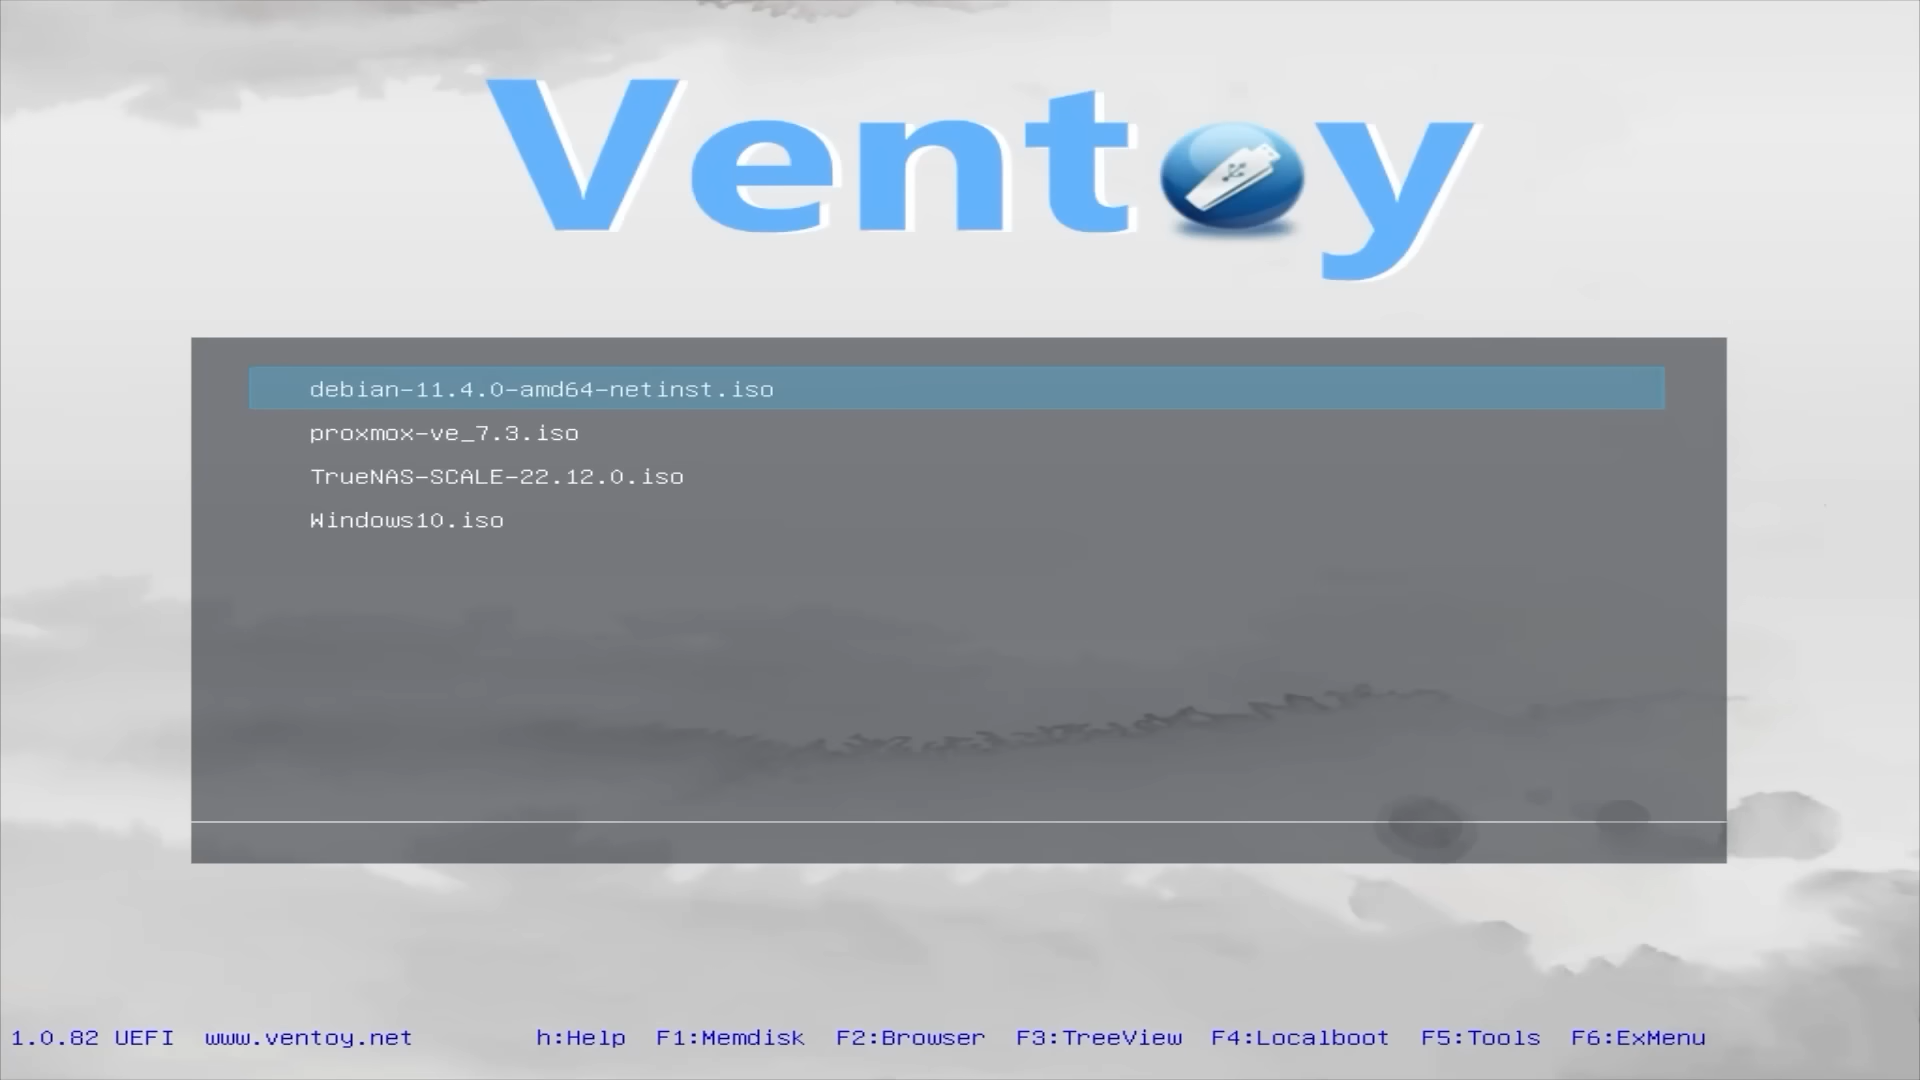 Ventoy
debian-11.4.0-amd64-netinst.iso
proxmox-ve_7.3.iso
TrueNAS-SCALE-22.12.0.iso
Windows10.iso
1.0.82 UEFI www.ventoy.net h:Help F1:Memdisk F2:Browser F3:TreeView F4:Localboot F5:Tools F6:ExMenu